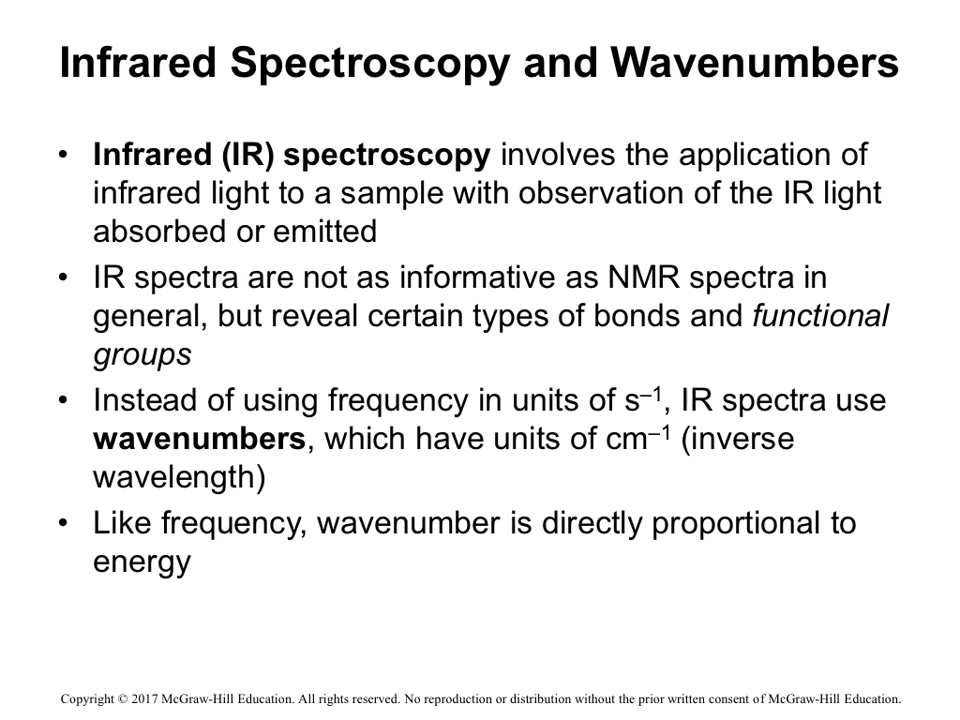 Infrared Spectroscopy and Wavenumbers
• Infrared (IR) spectroscopy involves the application of
infrared light to a sample with observation of the IR light
absorbed or emitted
• IR spectra are not as informative as NMR spectra in
general, but reveal certain types of bonds and functional
groups
• Instead of using frequency in units of s⁻¹, IR spectra use
wavenumbers, which have units of cm⁻¹ (inverse
wavelength)
• Like frequency, wavenumber is directly proportional to
energy
Copyright © 2017 McGraw-Hill Education. All rights reserved. No reproduction or distribution without the prior written consent of McGraw-Hill Education.